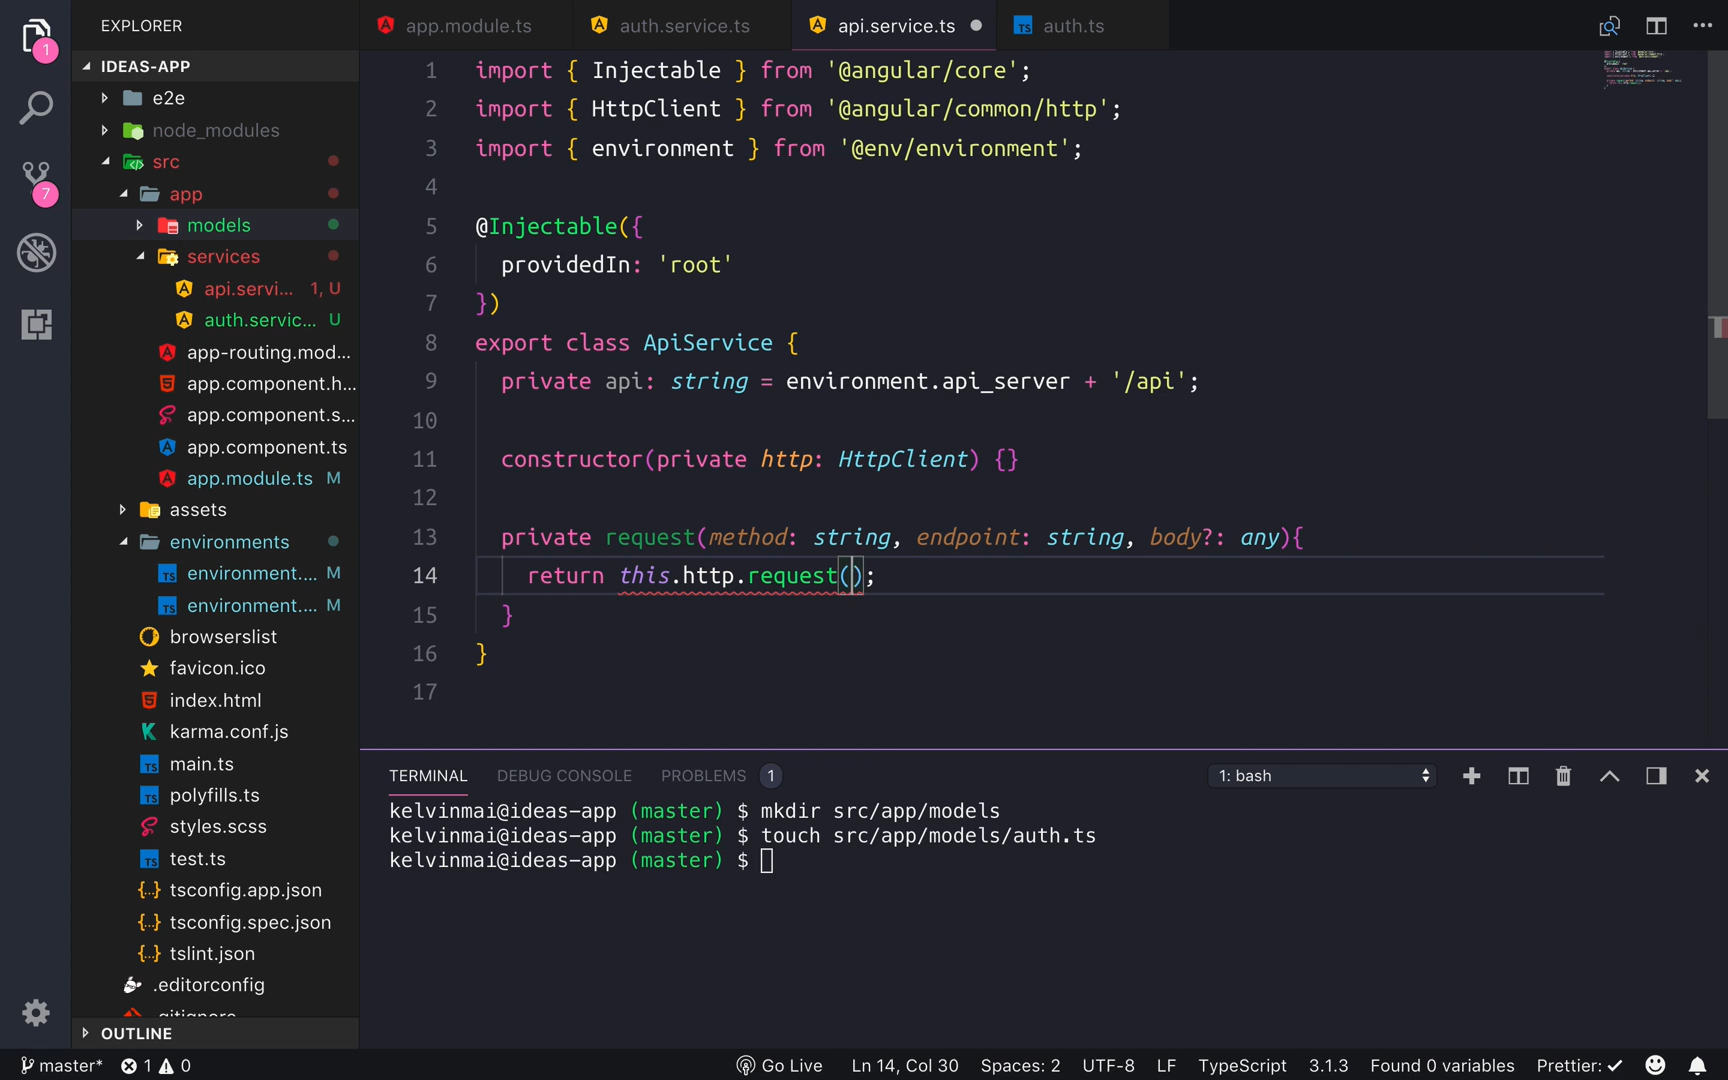 EXPLORER
app.module.ts
auth.service.ts
api.service.ts
TS auth.ts
1
IDEAS-APP
e2e
node_modules
src
app
models
services
api.servi... 1, U
auth.servic... U
app-routing.mod...
app.component.h...
app.component.s...
app.component.ts
app.module.ts M
assets
environments
TS environment.... M
TS environment.... M
browserslist
favicon.ico
index.html
karma.conf.js
TS main.ts
TS polyfills.ts
styles.scss
TS test.ts
{..} tsconfig.app.json
{..} tsconfig.spec.json
{..} tslint.json
.editorconfig
OUTLINE
7
1 import { Injectable } from '@angular/core';
2 import { HttpClient } from '@angular/common/http';
3 import { environment } from '@env/environment';
4
5 @Injectable({
6 providedIn: 'root'
7 })
8 export class ApiService {
9 private api: string = environment.api_server + '/api';
10
11 constructor(private http: HttpClient) {}
12
13 private request(method: string, endpoint: string, body?: any){
14 return this.http.request();
15 }
16 }
17
TERMINAL
DEBUG CONSOLE
PROBLEMS 1
1: bash
kelvinmai@ideas-app (master) $ mkdir src/app/models
kelvinmai@ideas-app (master) $ touch src/app/models/auth.ts
kelvinmai@ideas-app (master) $
master* 1 0
Go Live
Ln 14, Col 30
Spaces: 2
UTF-8
LF
TypeScript
3.1.3
Found 0 variables
Prettier: ✓